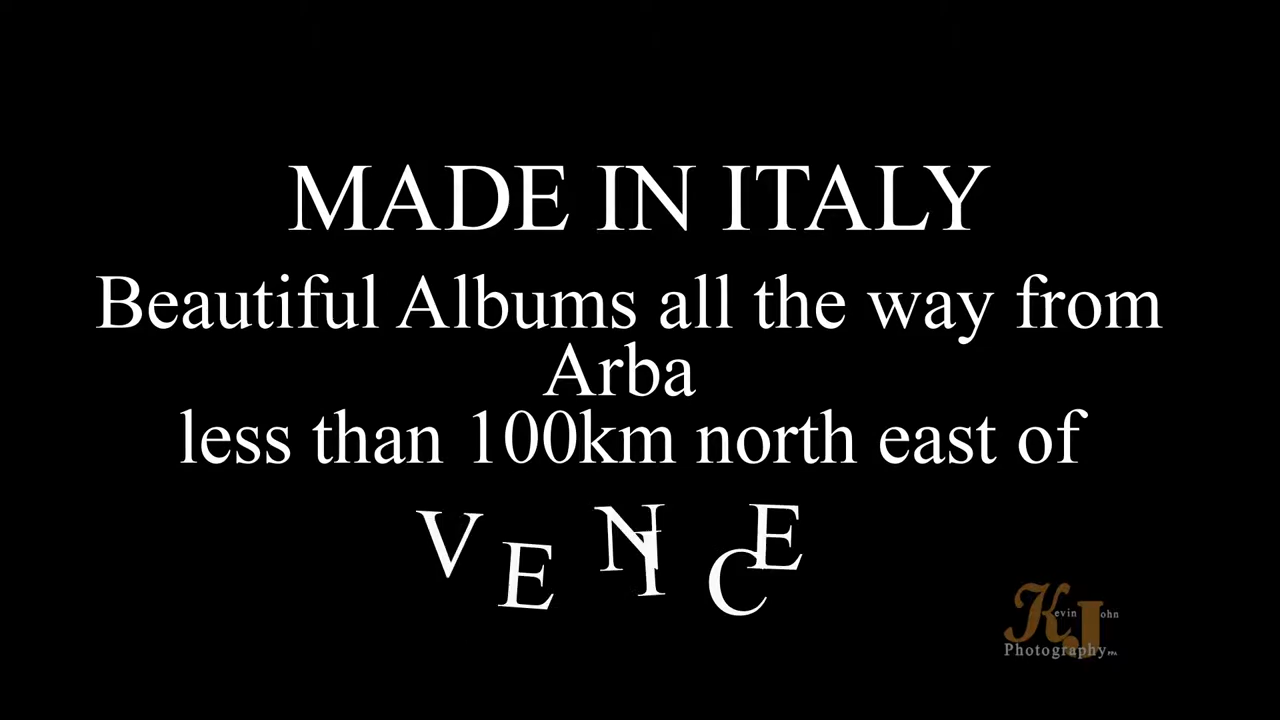 MADE IN ITALY
Beautiful Albums all the way from
Arba
less than 100km north east of
VENICE
Kevin John
Photography PPA